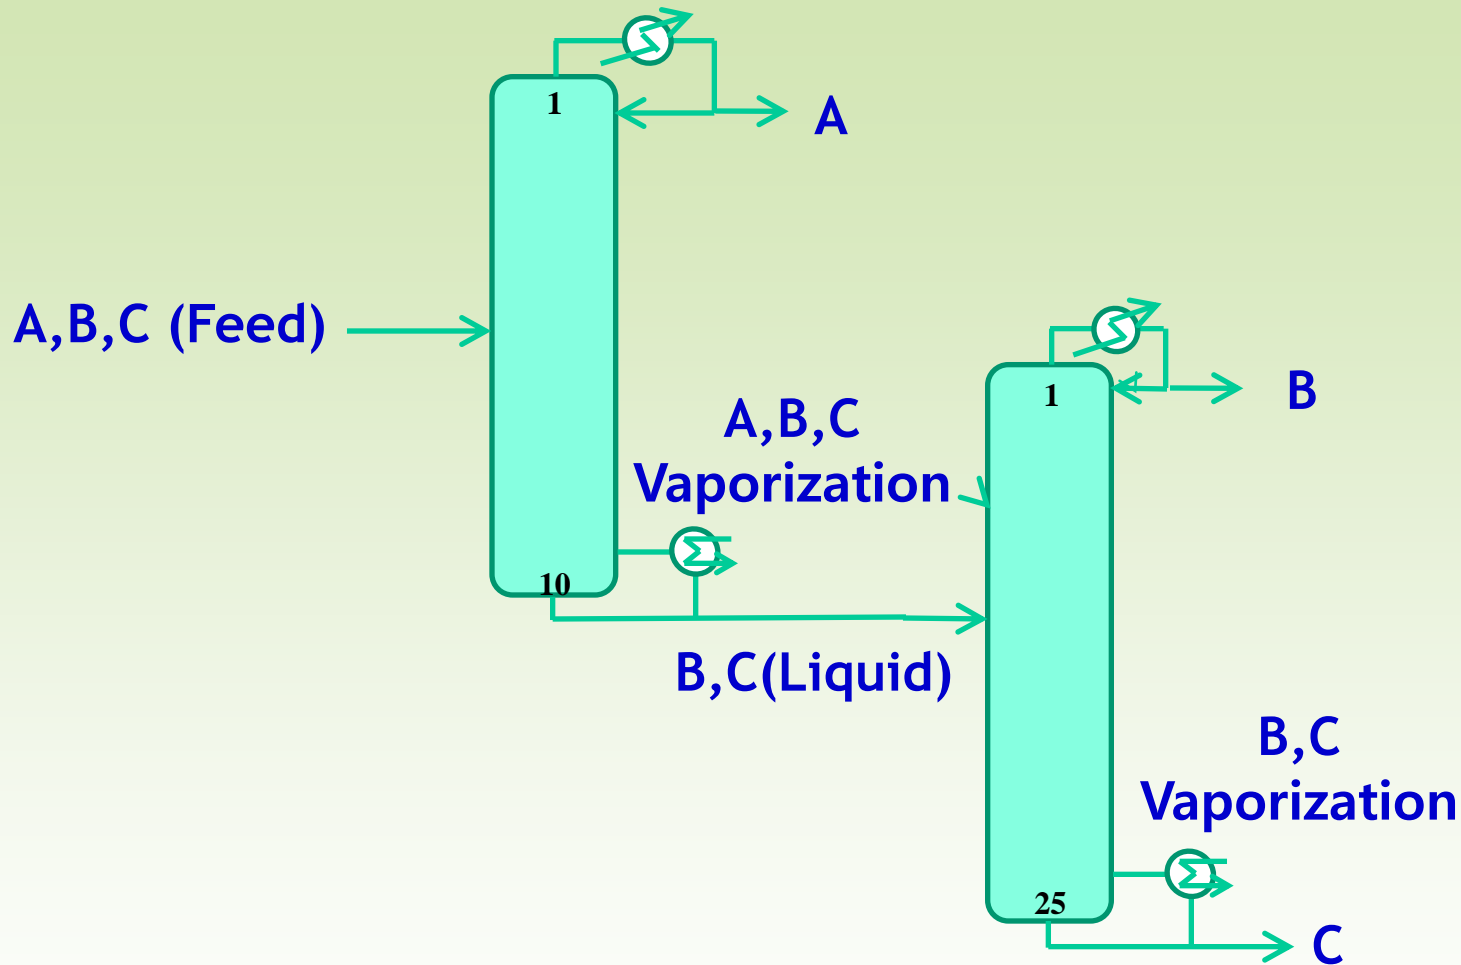 1
A
A,B,C (Feed)
1
B
A,B,C
Vaporization
10
B,C(Liquid)
B,C
Vaporization
25
C